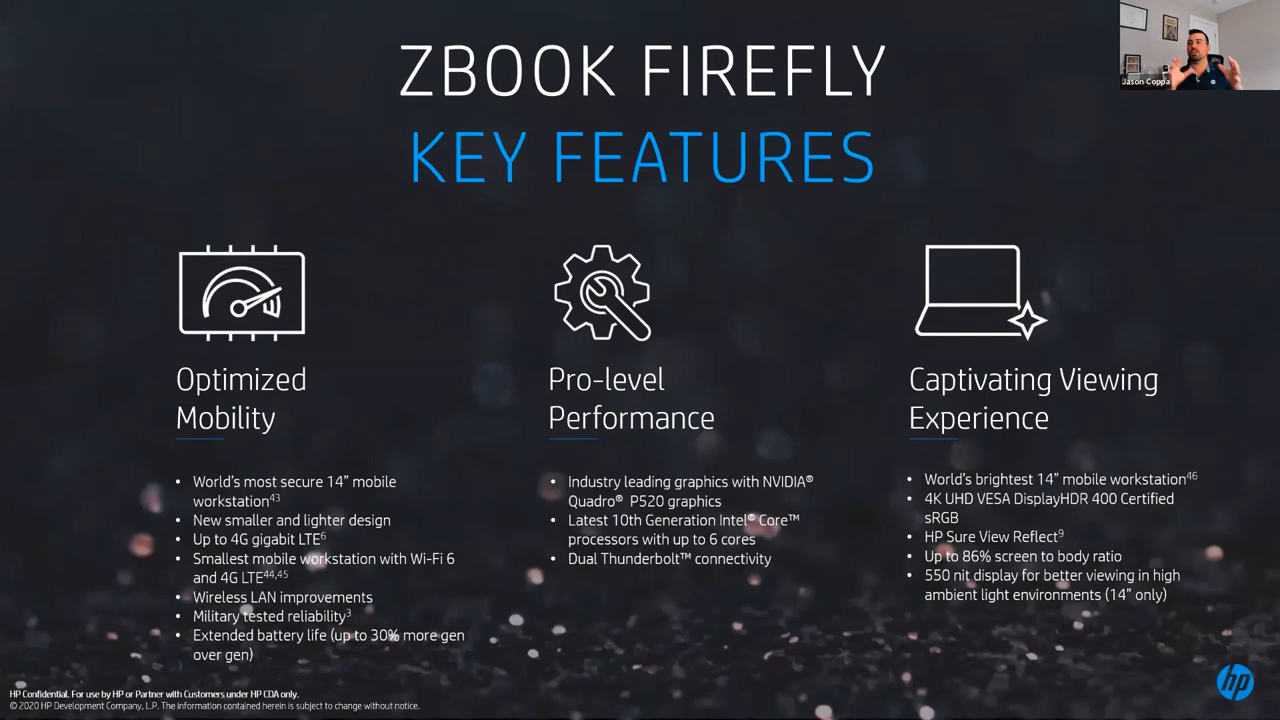 ZBOOK FIREFLY
KEY FEATURES
Jason Coppa
Optimized
Mobility
• World's most secure 14" mobile
workstation43
• New smaller and lighter design
• Up to 4G gigabit LTE6
• Smallest mobile workstation with Wi-Fi 6
and 4G LTE44,45
• Wireless LAN improvements
• Military tested reliability3
• Extended battery life (up to 30% more gen
over gen)
Pro-level
Performance
• Industry leading graphics with NVIDIA®
Quadro® P520 graphics
• Latest 10th Generation Intel® Core™
processors with up to 6 cores
• Dual Thunderbolt™ connectivity
Captivating Viewing
Experience
• World's brightest 14" mobile workstation46
• 4K UHD VESA DisplayHDR 400 Certified
sRGB
• HP Sure View Reflect9
• Up to 86% screen to body ratio
• 550 nit display for better viewing in high
ambient light environments (14" only)
HP Confidential. For use by HP or Partner with Customers under HP CDA only.
© 2020 HP Development Company, L.P. The information contained herein is subject to change without notice.
hp